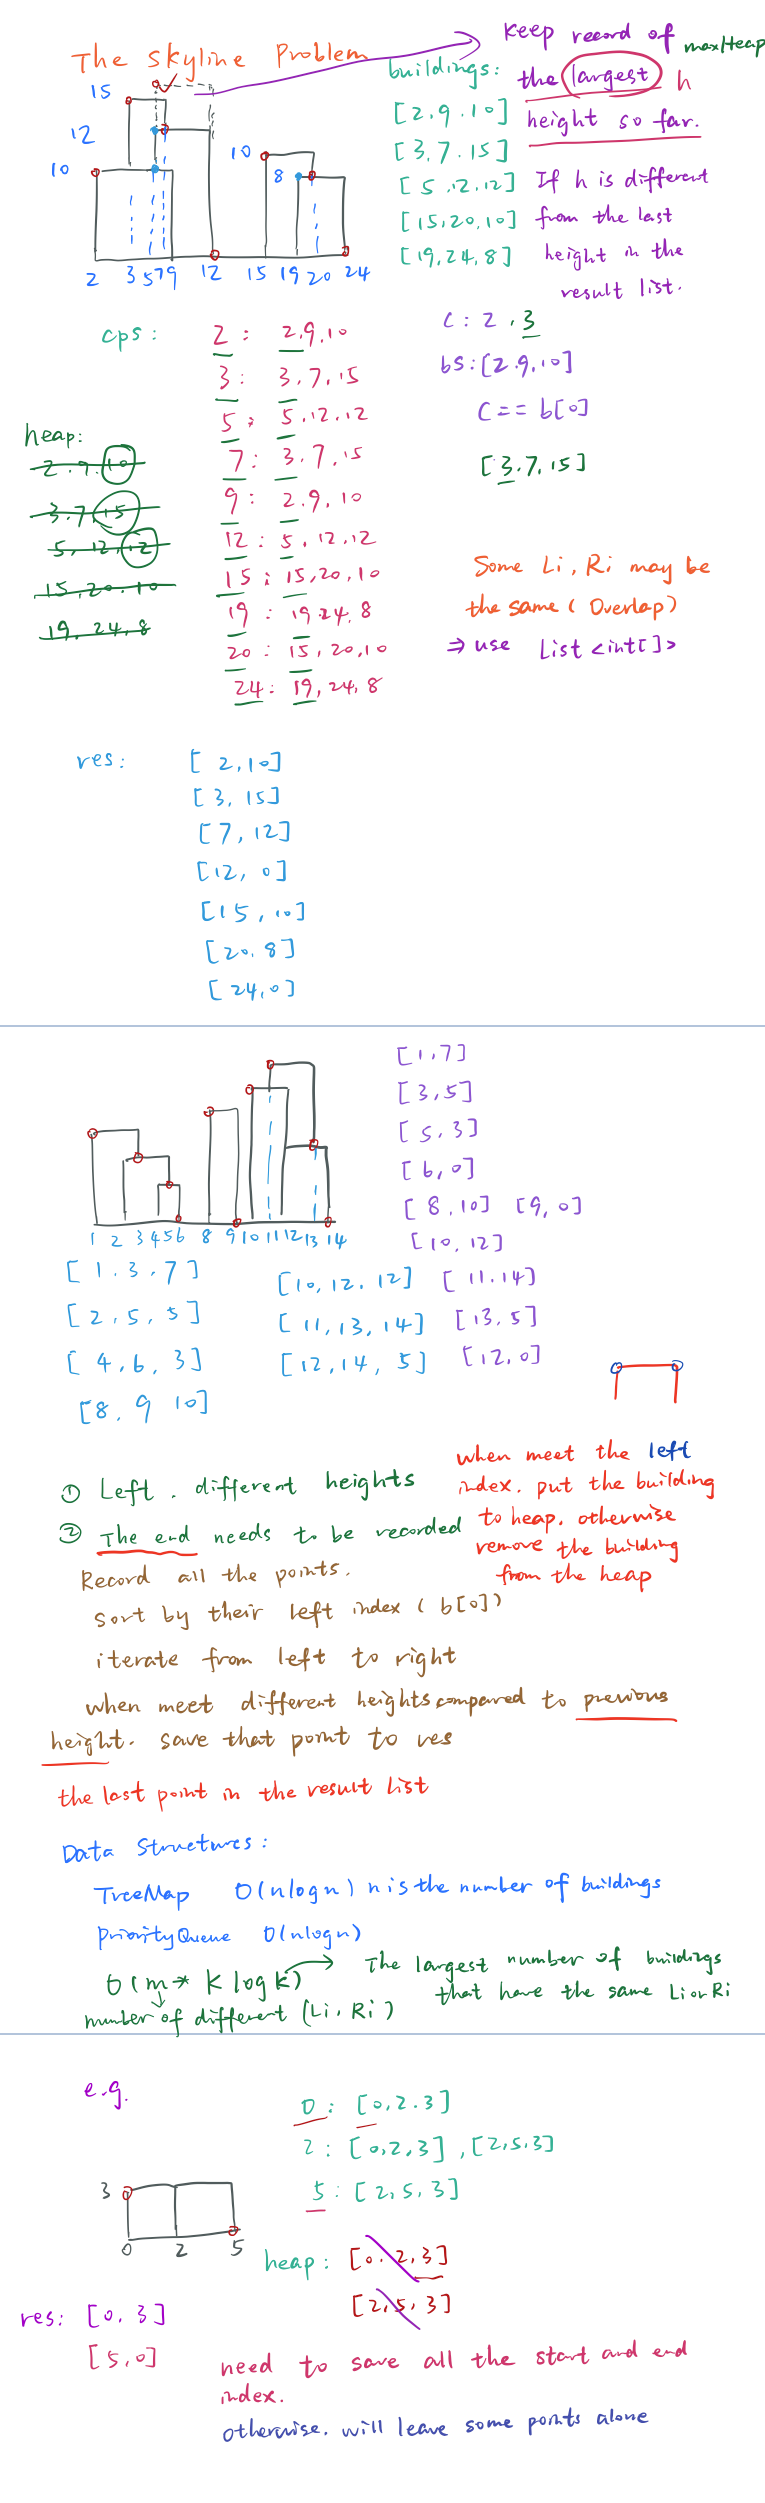 The Skyline Problem
keep record of maxHeap
the largest h
height so far.
If h is different
from the last
height in the
result list.
buildings:
[2.9.10]
[3,7.15]
[5.12.12]
[15,20,10]
[19,24,8]
15
12
10
10
8
2 3 5 7 9 12 15 19 20 24
cps:
2: 2.9.10
3: 3.7,15
5: 5.12.12
7: 3.7.15
9: 2.9.10
12: 5.12.12
15: 15,20,10
19: 19.24.8
20: 15,20,10
24: 19,24,8
C: 2.3
bs:[2.9,10]
C == b[0]
[3.7,15]
heap:
2.9.10
3.7,15
5,12,12
15,20.10
19,24,8
Some Li, Ri may be
the same (Overlap)
⇒ use List<int[]>
res:
[2,10]
[3,15]
[7,12]
[12,0]
[15,10]
[20.8]
[24,0]
1 2 3 4 5 6 8 9 10 11 12 13 14
[1,7]
[3,5]
[5,3]
[6,0]
[8.10] [9,0]
[10,12]
[11.14]
[13,5]
[12,0]
[1.3.7]
[2,5,5]
[4,6,3]
[8,9 10]
[10,12,12]
[11,13,14]
[12,14,5]
① Left. different heights
② The end needs to be recorded
when meet the left
index. put the building
to heap. otherwise
remove the building
from the heap
Record all the points.
sort by their left index (b[0])
iterate from left to right
when meet different heights compared to previous
height. save that point to res
the last point in the result list
Data Structures:
TreeMap O(nlogn) n is the number of buildings
PriorityQueue O(nlogn)
O(m* klogk) → The largest number of buildings
that have the same Li or Ri
number of different (Li, Ri)
e.g.
0: [0,2.3]
2: [0,2,3],[2,5,3]
5: [2,5,3]
3
0 2 5
heap: [0.2,3]
[2,5,3]
res: [0.3]
[5,0]
need to save all the start and end
index.
otherwise. will leave some points alone